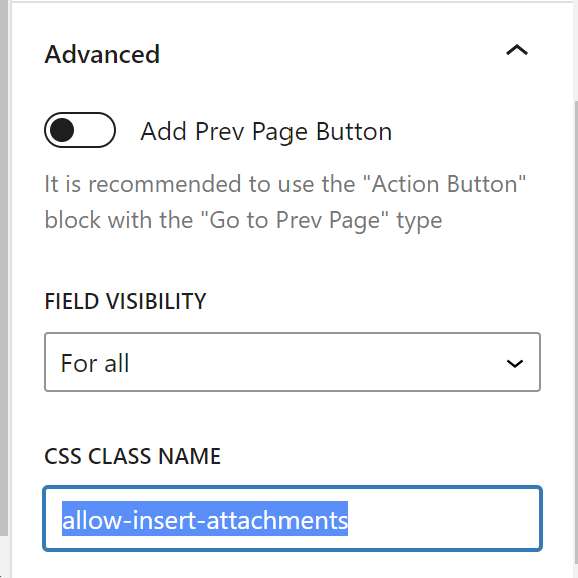 Advanced
Add Prev Page Button
It is recommended to use the "Action Button"
block with the "Go to Prev Page" type
FIELD VISIBILITY
For all
CSS CLASS NAME
allow-insert-attachments